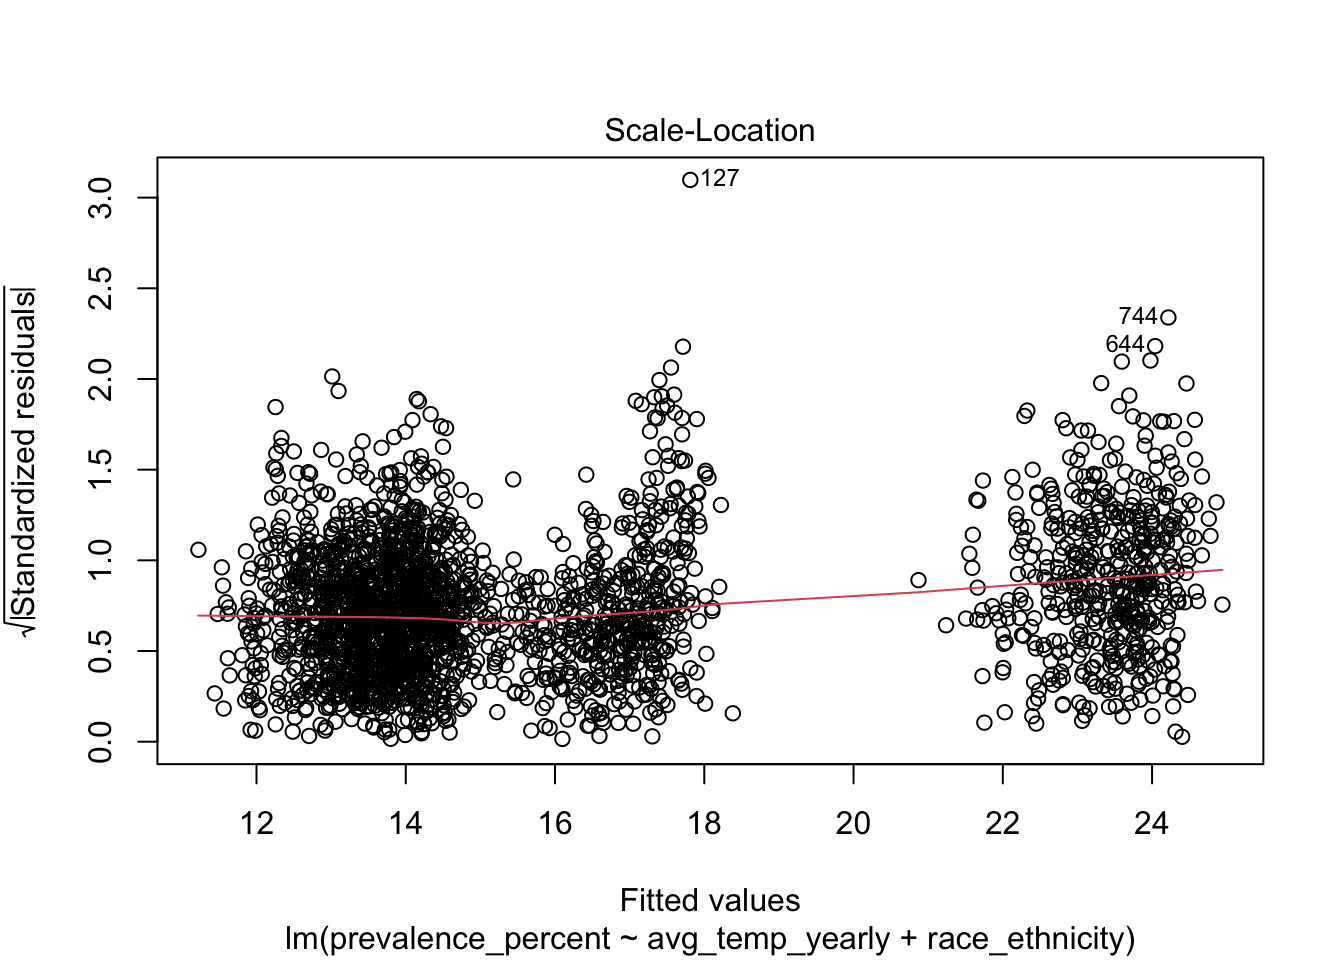 Scale-Location
127
744
644
3.0
2.5
2.0
1.5
1.0
0.5
0.0
√|Standardized residuals|
12 14 16 18 20 22 24
Fitted values
lm(prevalence_percent ~ avg_temp_yearly + race_ethnicity)